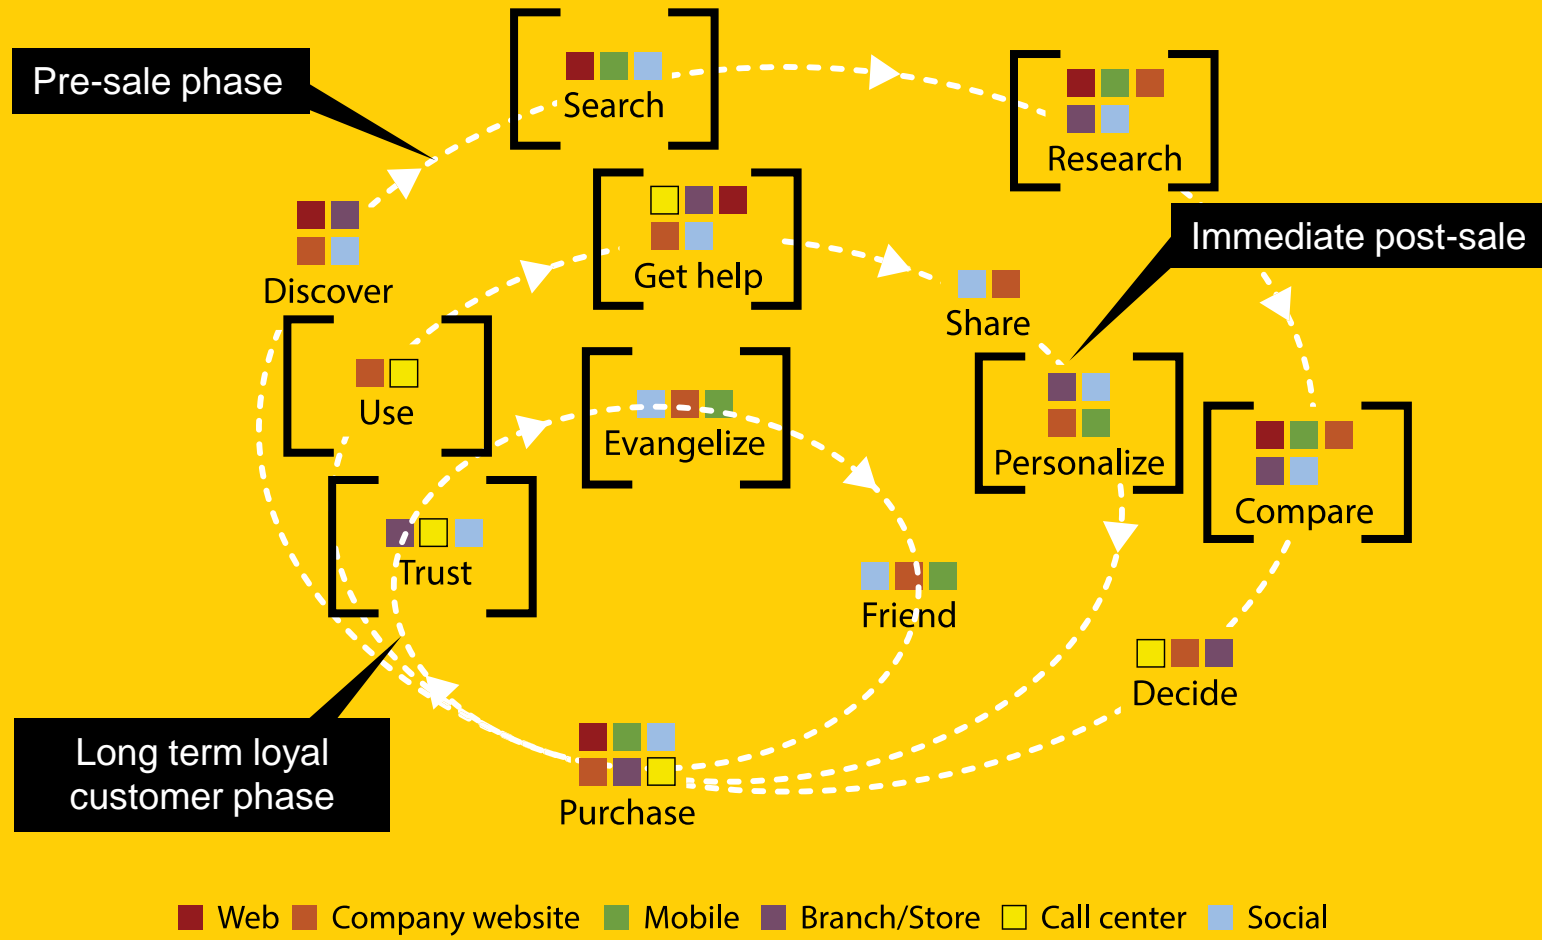 Pre-sale phase
Search
Research
Discover
Get help
Immediate post-sale
Share
Use
Evangelize
Personalize
Compare
Trust
Friend
Decide
Long term loyal
customer phase
Purchase
Web
Company website
Mobile
Branch/Store
Call center
Social